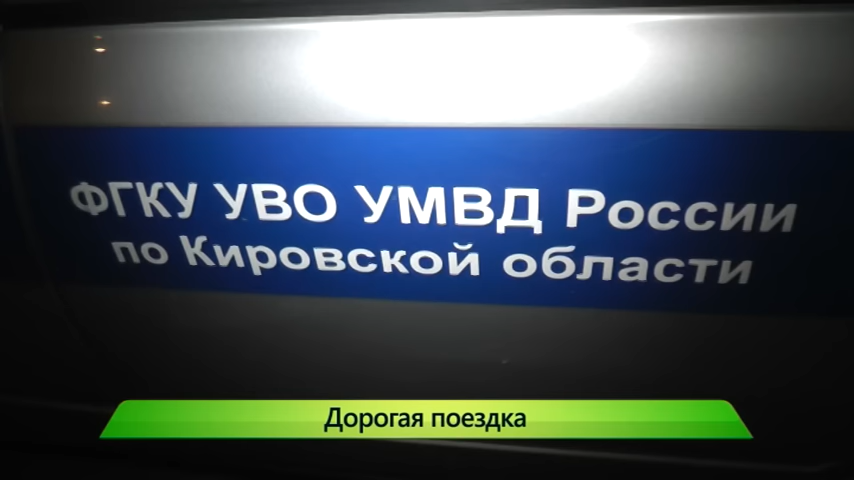 ФГКУ УВО УМВД России
по Кировской области
Дорогая поездка